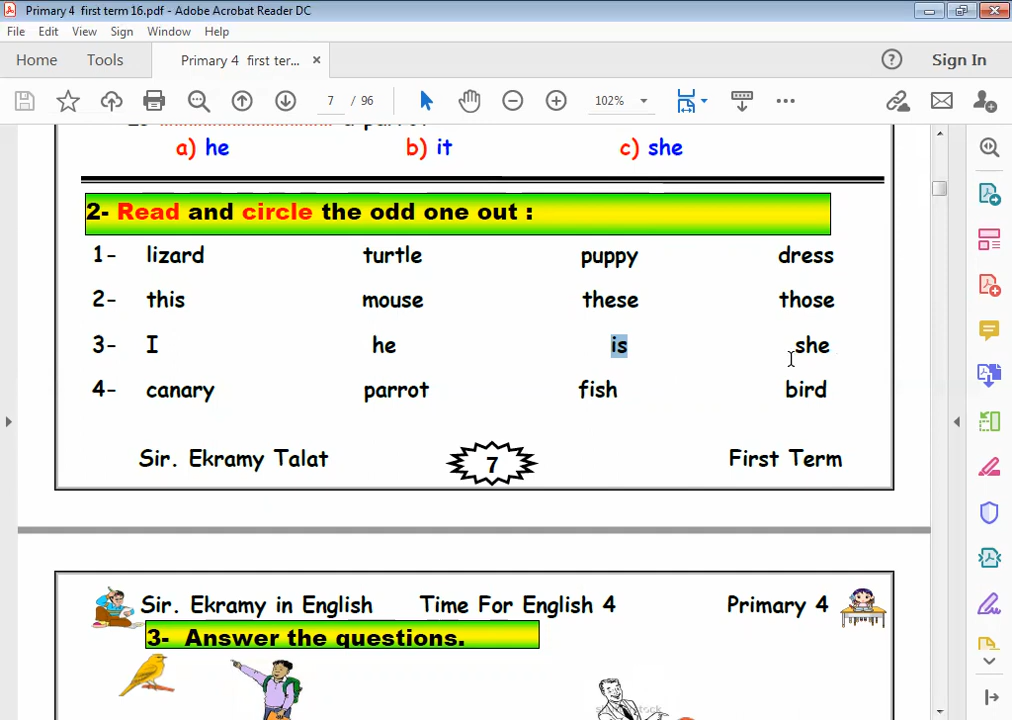 Primary 4 first term 16.pdf - Adobe Acrobat Reader DC
File Edit View Sign Window Help
Home Tools Primary 4 first ter... × Sign In
7 / 96 102%
a parrot
a) he b) it c) she
2- Read and circle the odd one out :
1- lizard turtle puppy dress
2- this mouse these those
3- I he is she
4- canary parrot fish bird
Sir. Ekramy Talat 7 First Term
Sir. Ekramy in English Time For English 4 Primary 4
3- Answer the questions.